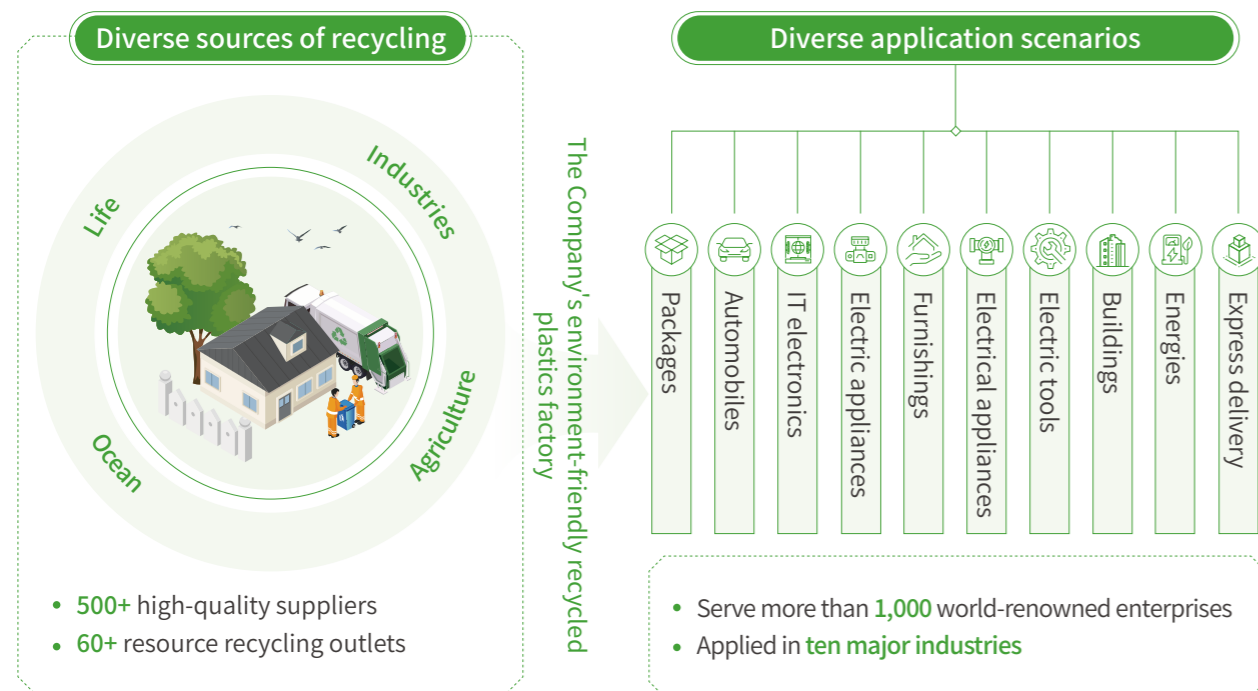 Diverse sources of recycling
Life
Industries
Ocean
Agriculture
• 500+ high-quality suppliers
• 60+ resource recycling outlets
The Company's environment-friendly recycled
plastics factory
Diverse application scenarios
Packages
Automobiles
IT electronics
Electric appliances
Furnishings
Electrical appliances
Electric tools
Buildings
Energies
Express delivery
• Serve more than 1,000 world-renowned enterprises
• Applied in ten major industries